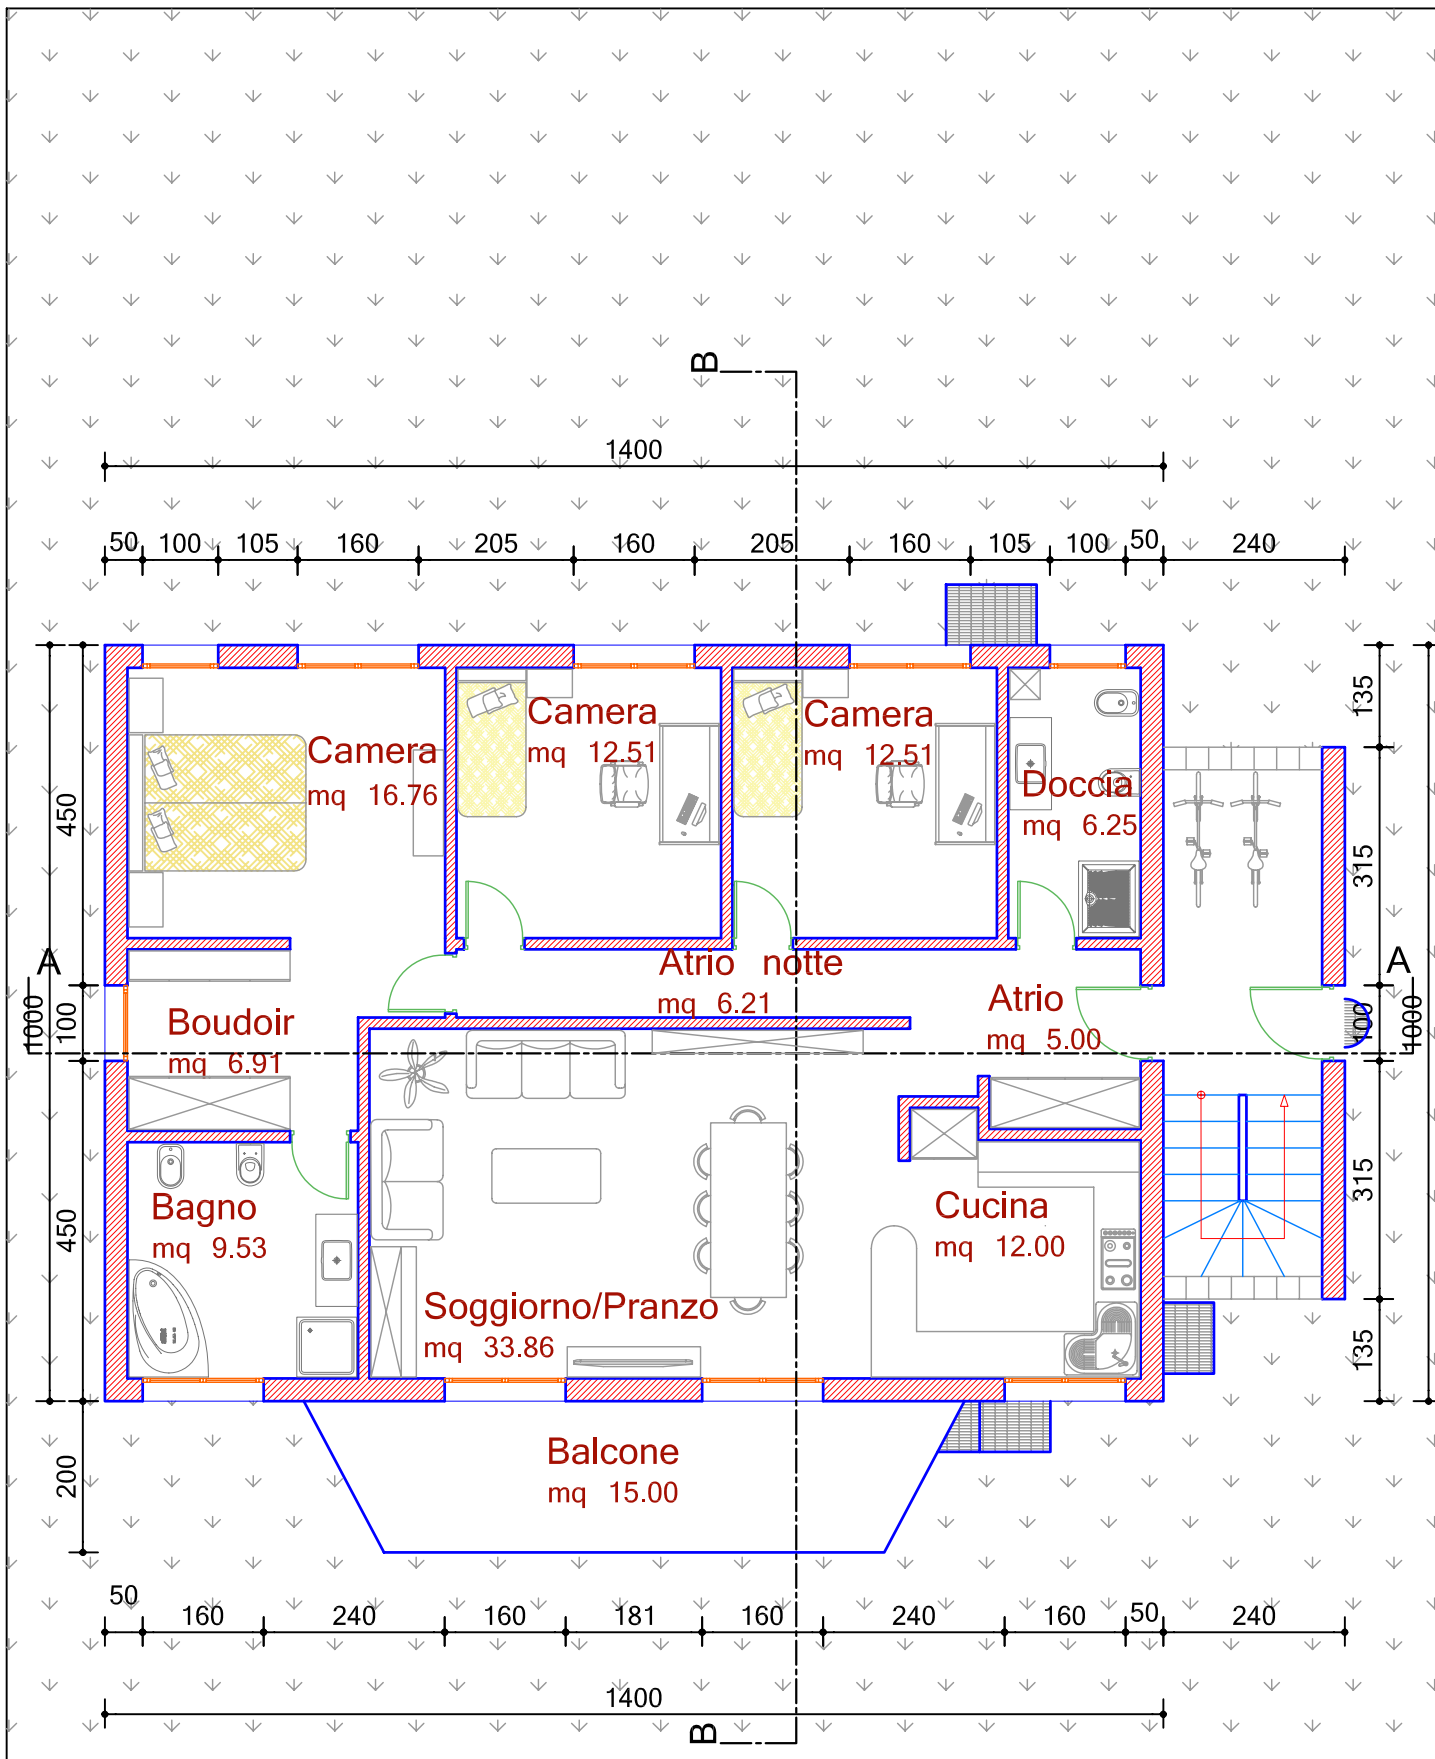 B
1400
50 100 105 160 205 160 205 160 105 100 50 240
Camera
mq 16.76
Camera
mq 12.51
Camera
mq 12.51
Doccia
mq 6.25
450
100
450
200
1000
135
315
100
315
135
1000
A
A
Atrio notte
mq 6.21
Atrio
mq 5.00
Boudoir
mq 6.91
Bagno
mq 9.53
Cucina
mq 12.00
Soggiorno/Pranzo
mq 33.86
Balcone
mq 15.00
50 160 240 160 181 160 240 160 50 240
1400
B